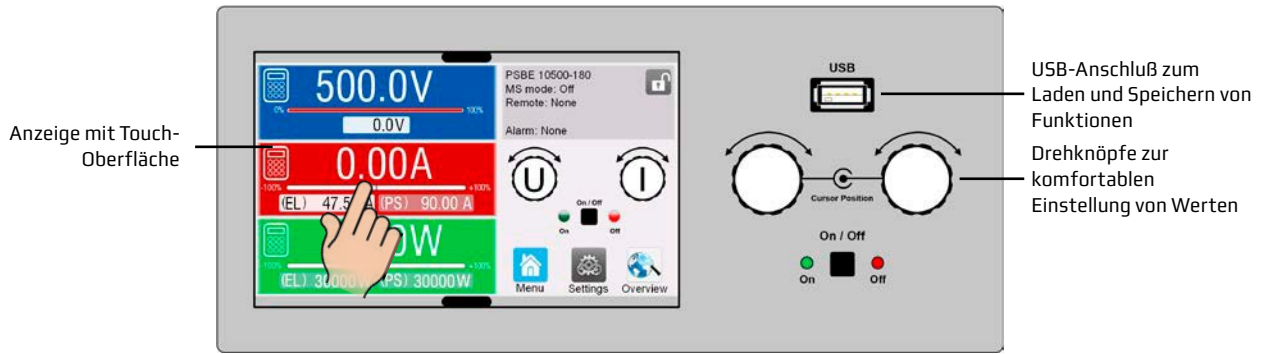 Anzeige mit Touch-
Oberfläche
500.0V
0%
100%
0.0V
0.00A
-100%
+100%
(EL)
(PS) 90.00 A
-100%
+100%
(EL)
(PS) 30000W
PSBE 10500-180
MS mode: Off
Remote: None
Alarm: None
U
I
On / Off
On
Off
Menu
Settings
Overview
USB
Cursor Position
On / Off
On
Off
USB-Anschluß zum
Laden und Speichern von
Funktionen
Drehknöpfe zur
komfortablen
Einstellung von Werten